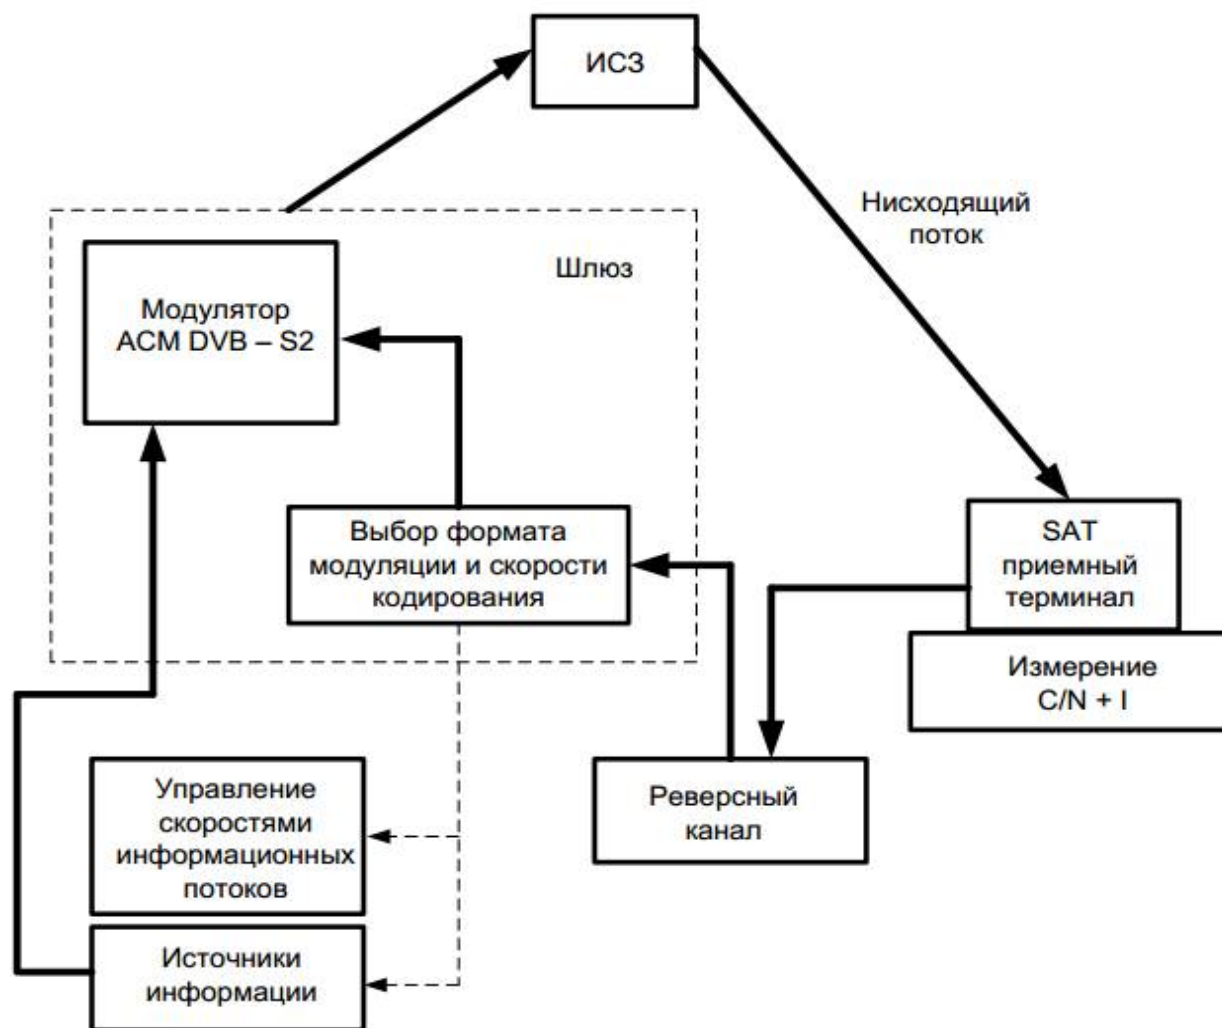 ИСЗ
Нисходящий
поток
Шлюз
Модулятор
АСМ DVB – S2
Выбор формата
модуляции и скорости
кодирования
SAT
приемный
терминал
Измерение
C/N + I
Реверсный
канал
Управление
скоростями
информационных
потоков
Источники
информации